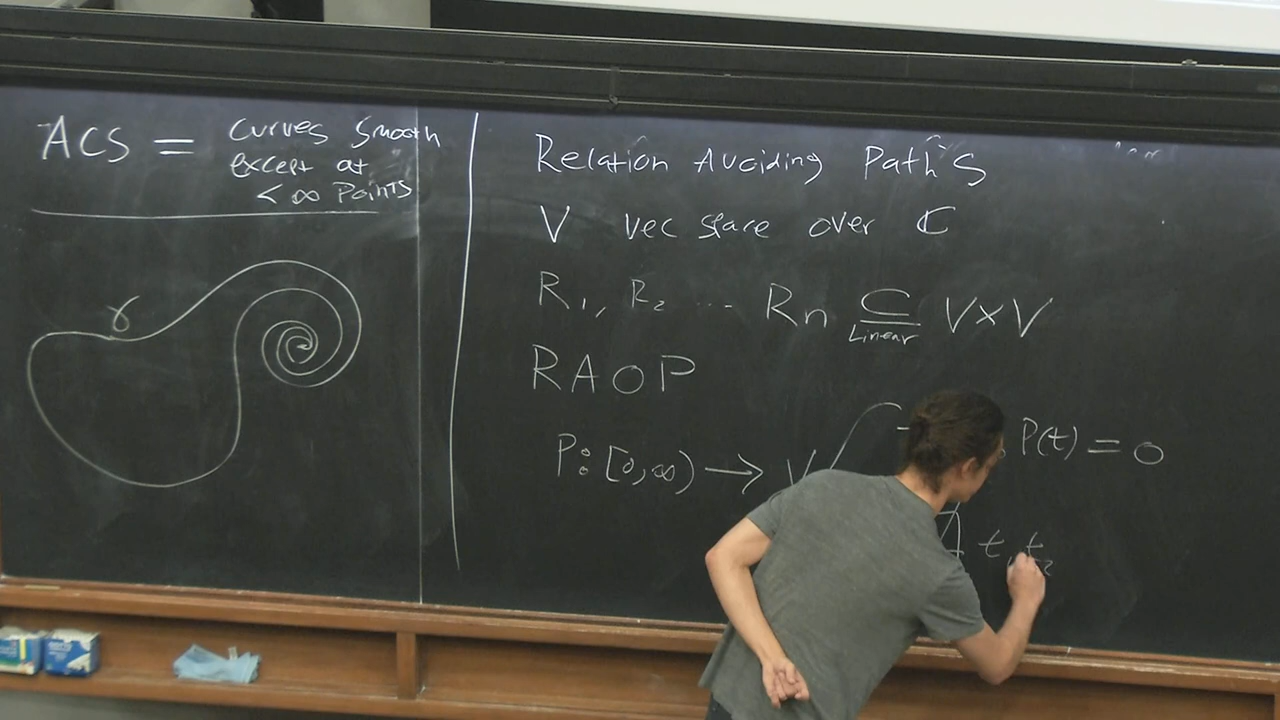 ACS = Curves Smooth
except at
< ∞ Points
γ
Relation Avoiding Paths
V vec space over ℂ
R₁, R₂ ... Rn ⊆ V×V
Linear
RAOP
P: [0,∞) → V
P(t) = 0
t₁ t₂